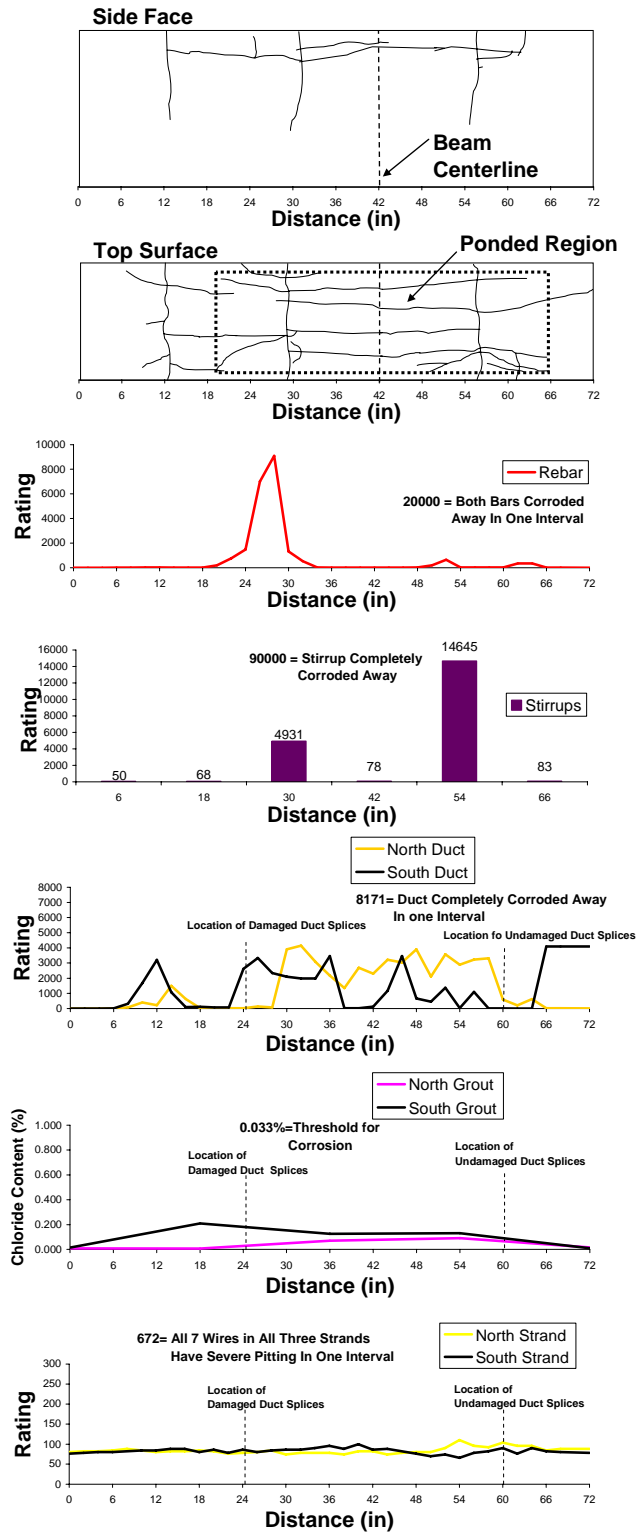 Side Face
Beam
Centerline
0 6 12 18 24 30 36 42 48 54 60 66 72
Distance (in)
Top Surface
Ponded Region
0 6 12 18 24 30 36 42 48 54 60 66 72
Distance (in)
10000
8000
6000
4000
2000
0
Rating
Rebar
20000 = Both Bars Corroded
Away In One Interval
0 6 12 18 24 30 36 42 48 54 60 66 72
Distance (in)
16000
14000
12000
10000
8000
6000
4000
2000
0
Rating
90000 = Stirrup Completely
Corroded Away
14645
Stirrups
4931
50 68 78 83
6 18 30 42 54 66
Distance (in)
North Duct
South Duct
8000
7000
6000
5000
4000
3000
2000
1000
0
Rating
8171= Duct Completely Corroded Away
In one Interval
Location of Damaged Duct Splices
Location fo Undamaged Duct Splices
0 6 12 18 24 30 36 42 48 54 60 66 72
Distance (in)
North Grout
South Grout
1.000
0.800
0.600
0.400
0.200
0.000
Chloride Content (%)
0.033%=Threshold for
Corrosion
Location of
Damaged Duct Splices
Location of
Undamaged Duct Splices
0 6 12 18 24 30 36 42 48 54 60 66 72
Distance (in)
672= All 7 Wires in All Three Strands
Have Severe Pitting In One Interval
North Strand
South Strand
300
250
200
150
100
50
0
Rating
Location of
Damaged Duct Splices
Location of
Undamaged Duct Splices
0 6 12 18 24 30 36 42 48 54 60 66 72
Distance (in)